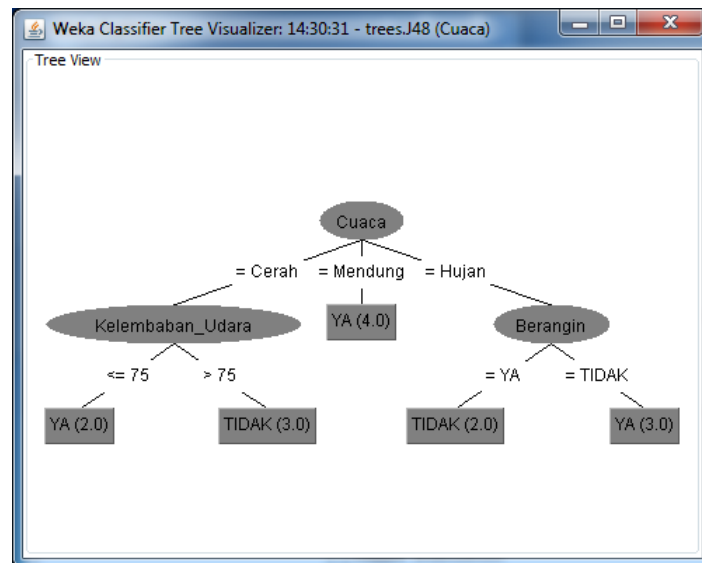 Weka Classifier Tree Visualizer: 14:30:31 - trees.J48 (Cuaca)
Tree View
Cuaca
= Cerah = Mendung = Hujan
Kelembaban_Udara YA (4.0) Berangin
<= 75 > 75 = YA = TIDAK
YA (2.0) TIDAK (3.0) TIDAK (2.0) YA (3.0)